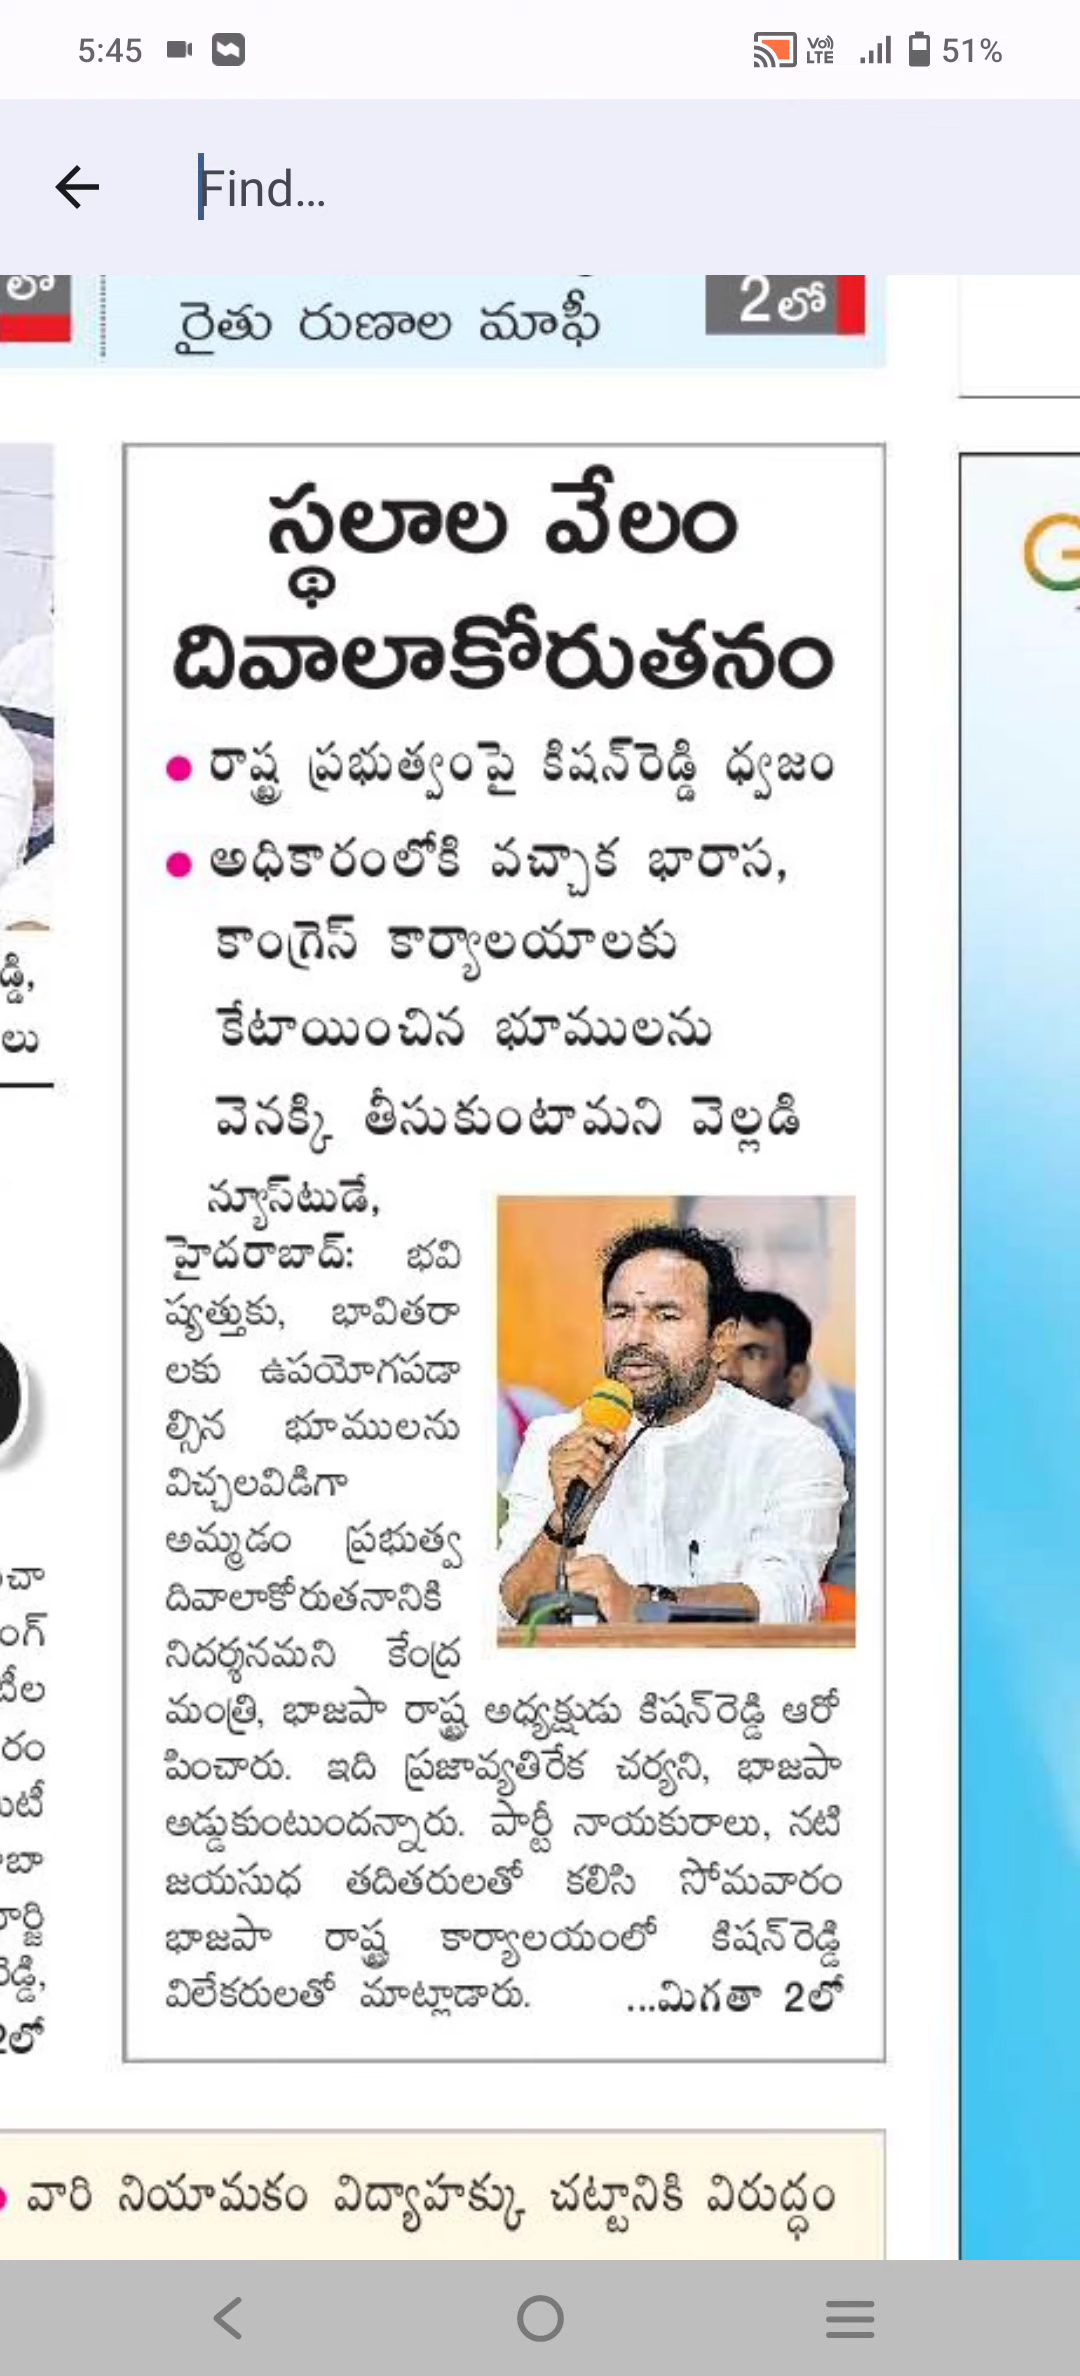 5:45
Vo) LTE
51%
Find...
లో
రైతు రుణాల మాఫీ
2లో
స్థలాల వేలం
దివాలాకోరుతనం
• రాష్ట్ర ప్రభుత్వంపై కిషన్‌రెడ్డి ధ్వజం
• అధికారంలోకి వచ్చాక భారాస,
కాంగ్రెస్ కార్యాలయాలకు
కేటాయించిన భూములను
వెనక్కి తీసుకుంటామని వెల్లడి
న్యూస్‌టుడే,
హైదరాబాద్: భవి
ష్యత్తుకు, భావితరా
లకు ఉపయోగపడా
ల్సిన భూములను
విచ్చలవిడిగా
అమ్మడం ప్రభుత్వ
దివాలాకోరుతనానికి
నిదర్శనమని కేంద్ర
మంత్రి, భాజపా రాష్ట్ర అధ్యక్షుడు కిషన్‌రెడ్డి ఆరో
పించారు. ఇది ప్రజావ్యతిరేక చర్యని, భాజపా
అడ్డుకుంటుందన్నారు. పార్టీ నాయకురాలు, నటి
జయసుధ తదితరులతో కలిసి సోమవారం
భాజపా రాష్ట్ర కార్యాలయంలో కిషన్‌రెడ్డి
విలేకరులతో మాట్లాడారు. ...మిగతా 2లో
• వారి నియామకం విద్యాహక్కు చట్టానికి విరుద్ధం